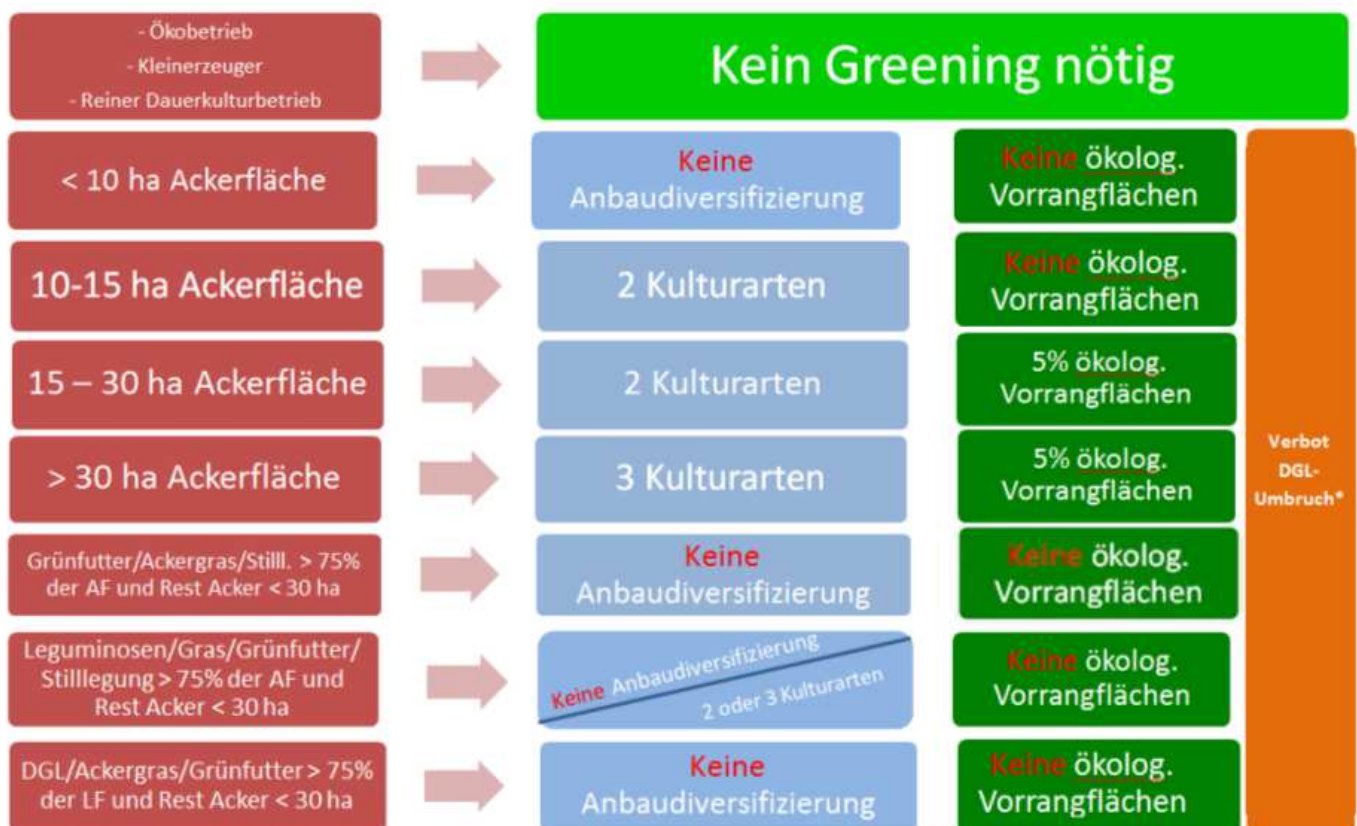 - Ökobetrieb
- Kleinerzeuger
- Reiner Dauerkulturbetrieb
Kein Greening nötig
< 10 ha Ackerfläche
Keine
Anbaudiversifizierung
Keine ökolog.
Vorrangflächen
10-15 ha Ackerfläche
2 Kulturarten
Keine ökolog.
Vorrangflächen
15 – 30 ha Ackerfläche
2 Kulturarten
5% ökolog.
Vorrangflächen
> 30 ha Ackerfläche
3 Kulturarten
5% ökolog.
Vorrangflächen
Grünfutter/Ackergras/Stilll. > 75%
der AF und Rest Acker < 30 ha
Keine
Anbaudiversifizierung
Keine ökolog.
Vorrangflächen
Leguminosen/Gras/Grünfutter/
Stilllegung > 75% der AF und
Rest Acker < 30 ha
Keine Anbaudiversifizierung
2 oder 3 Kulturarten
Keine ökolog.
Vorrangflächen
DGL/Ackergras/Grünfutter > 75%
der LF und Rest Acker < 30 ha
Keine
Anbaudiversifizierung
Keine ökolog.
Vorrangflächen
Verbot
DGL-
Umbruch*